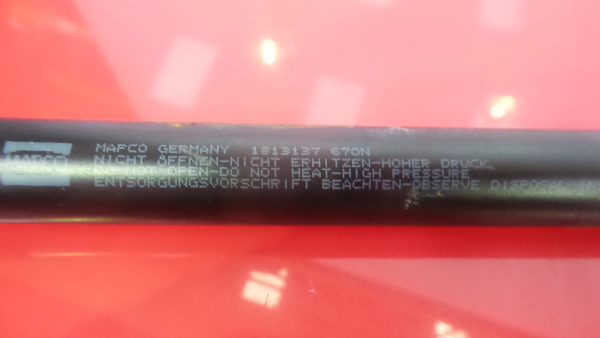 MAPCO
MAPCO GERMANY 1813137 670N
NICHT ÖFFNEN-NICHT ERHITZEN-HOHER DRUCK
NOT OPEN-DO NOT HEAT-HIGH PRESSURE
ENTSORGUNGSVORSCHRIFT BEACHTEN-OBSERVE DISPOSAL